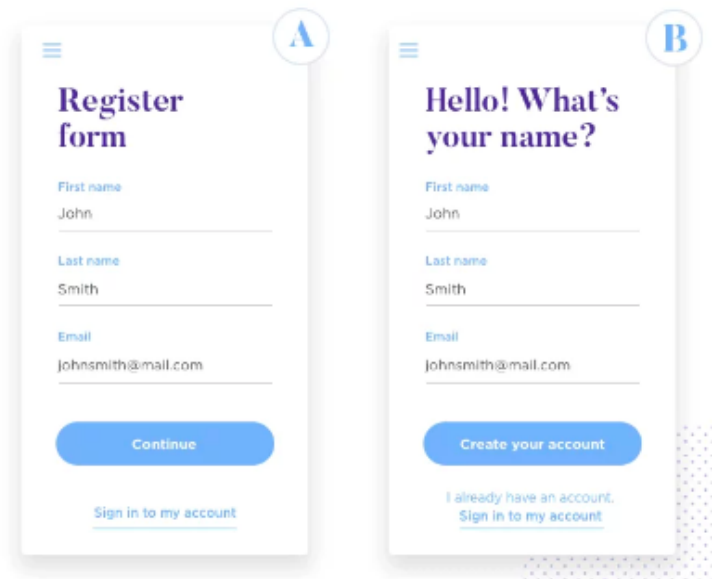 A
Register
form
First name
John
Last name
Smith
Email
johnsmith@mail.com
Continue
Sign in to my account
B
Hello! What's
your name?
First name
John
Last name
Smith
Email
johnsmith@mail.com
Create your account
I already have an account.
Sign in to my account